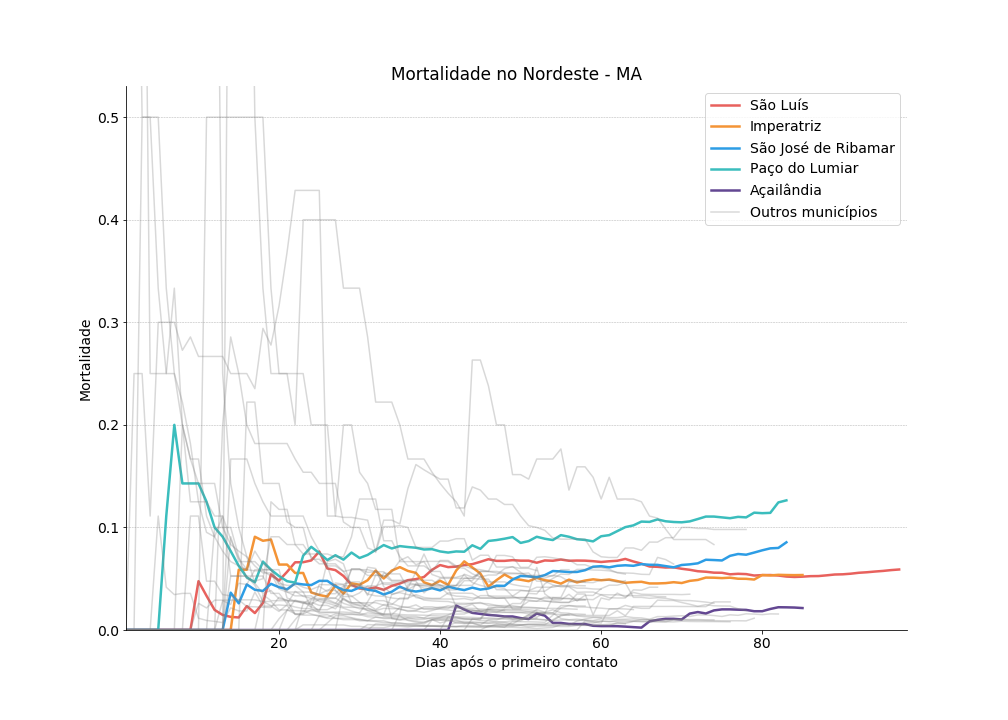 Mortalidade no Nordeste - MA
São Luís
Imperatriz
São José de Ribamar
Paço do Lumiar
Açailândia
Outros municípios
Mortalidade
0.5
0.4
0.3
0.2
0.1
0.0
20
40
60
80
Dias após o primeiro contato